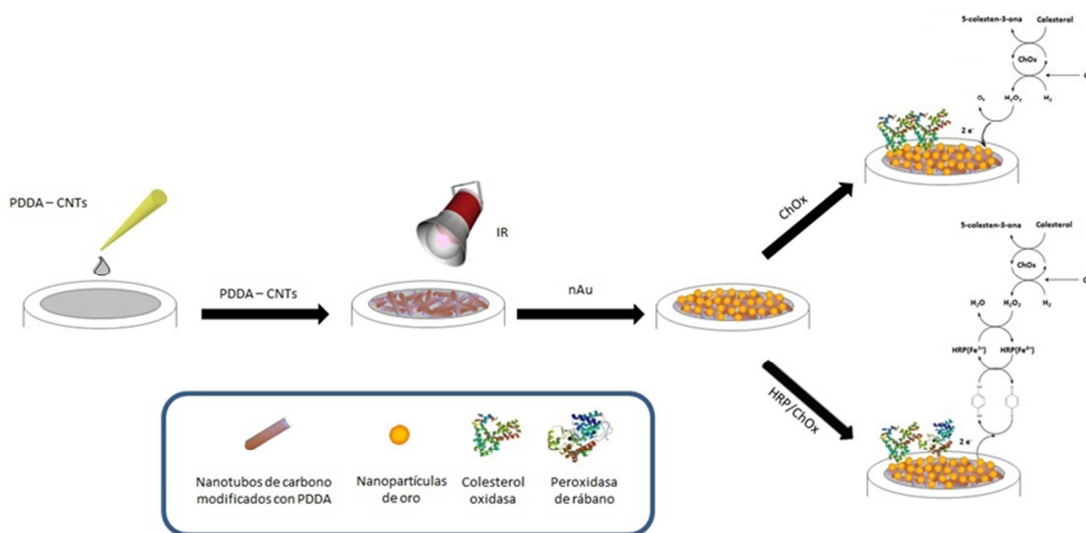 5-colesten-3-ona Colesterol
ChOx
H₂O₂ H₂
2 e⁻
PDDA – CNTs
IR
ChOx
PDDA – CNTs
nAu
5-colesten-3-ona Colesterol
ChOx
H₂O H₂O₂ H₂
HRP(Fe³⁺) HRP(Fe⁴⁺)
HRP/ChOx
2 e⁻
Nanotubos de carbono
modificados con PDDA
Nanopartículas
de oro
Colesterol
oxidasa
Peroxidasa
de rábano